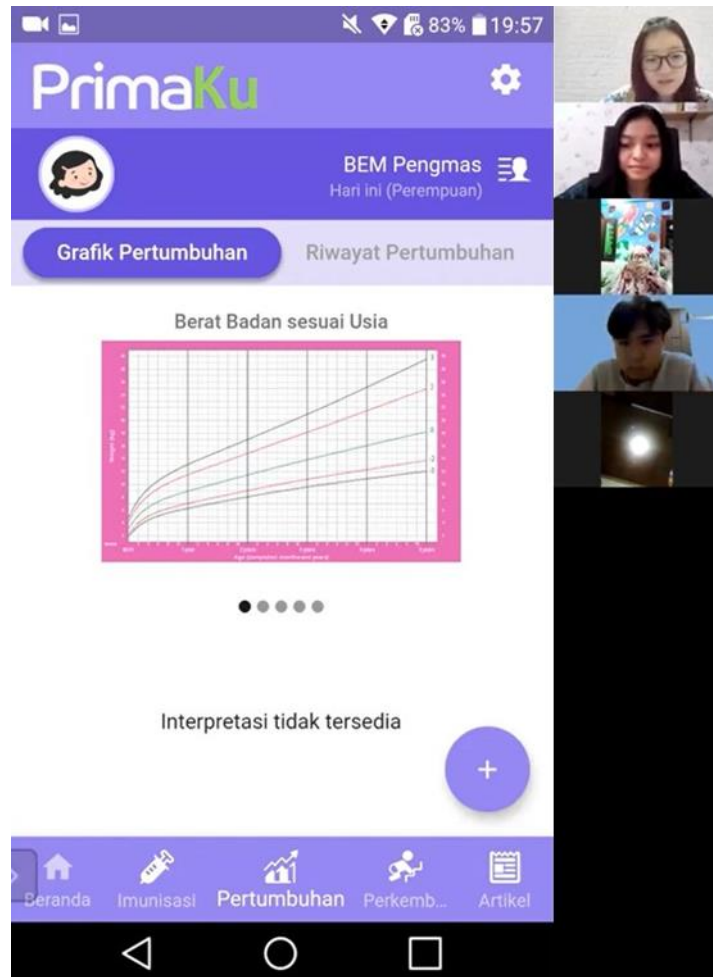 83% 19:57
PrimaKu
BEM Pengmas
Hari ini (Perempuan)
Grafik Pertumbuhan Riwayat Pertumbuhan
Berat Badan sesuai Usia
Interpretasi tidak tersedia
+
Beranda Imunisasi Pertumbuhan Perkemb... Artikel